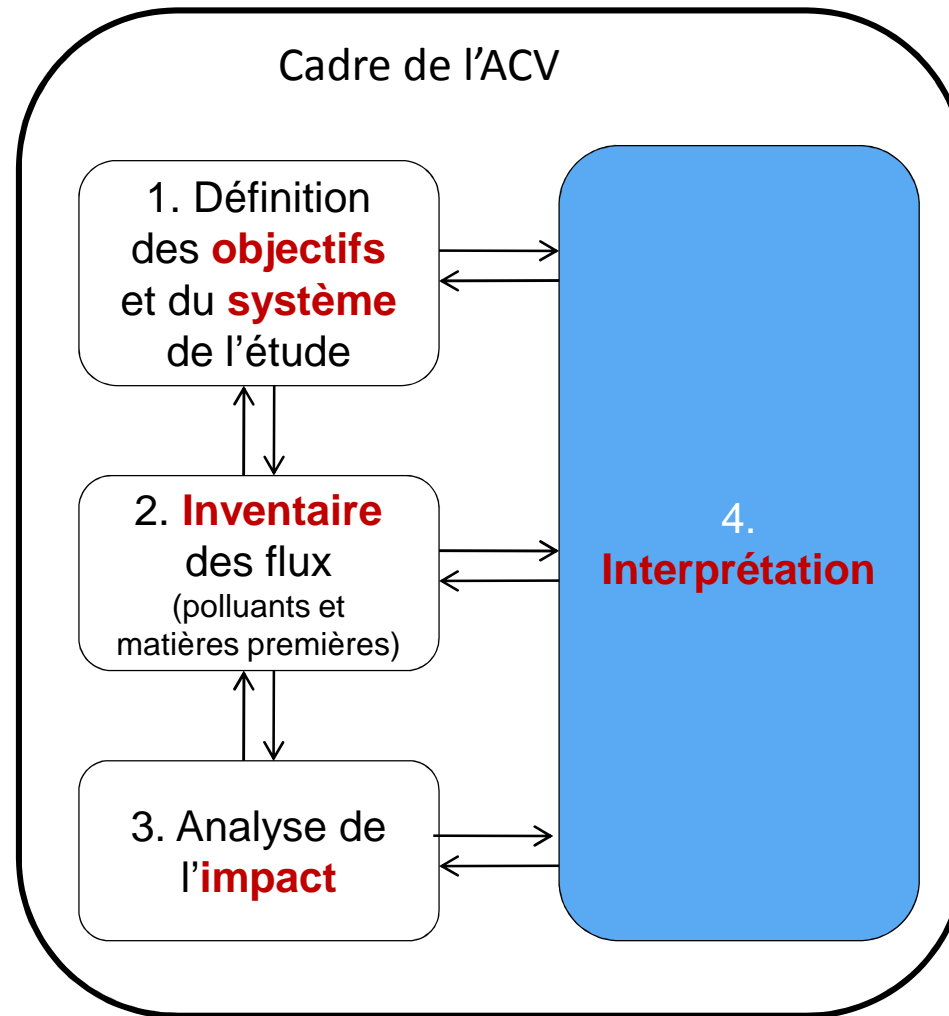 Cadre de l’ACV
1. Définition
des objectifs
et du système
de l’étude
2. Inventaire
des flux
(polluants et
matières premières)
3. Analyse de
l’impact
4.
Interprétation